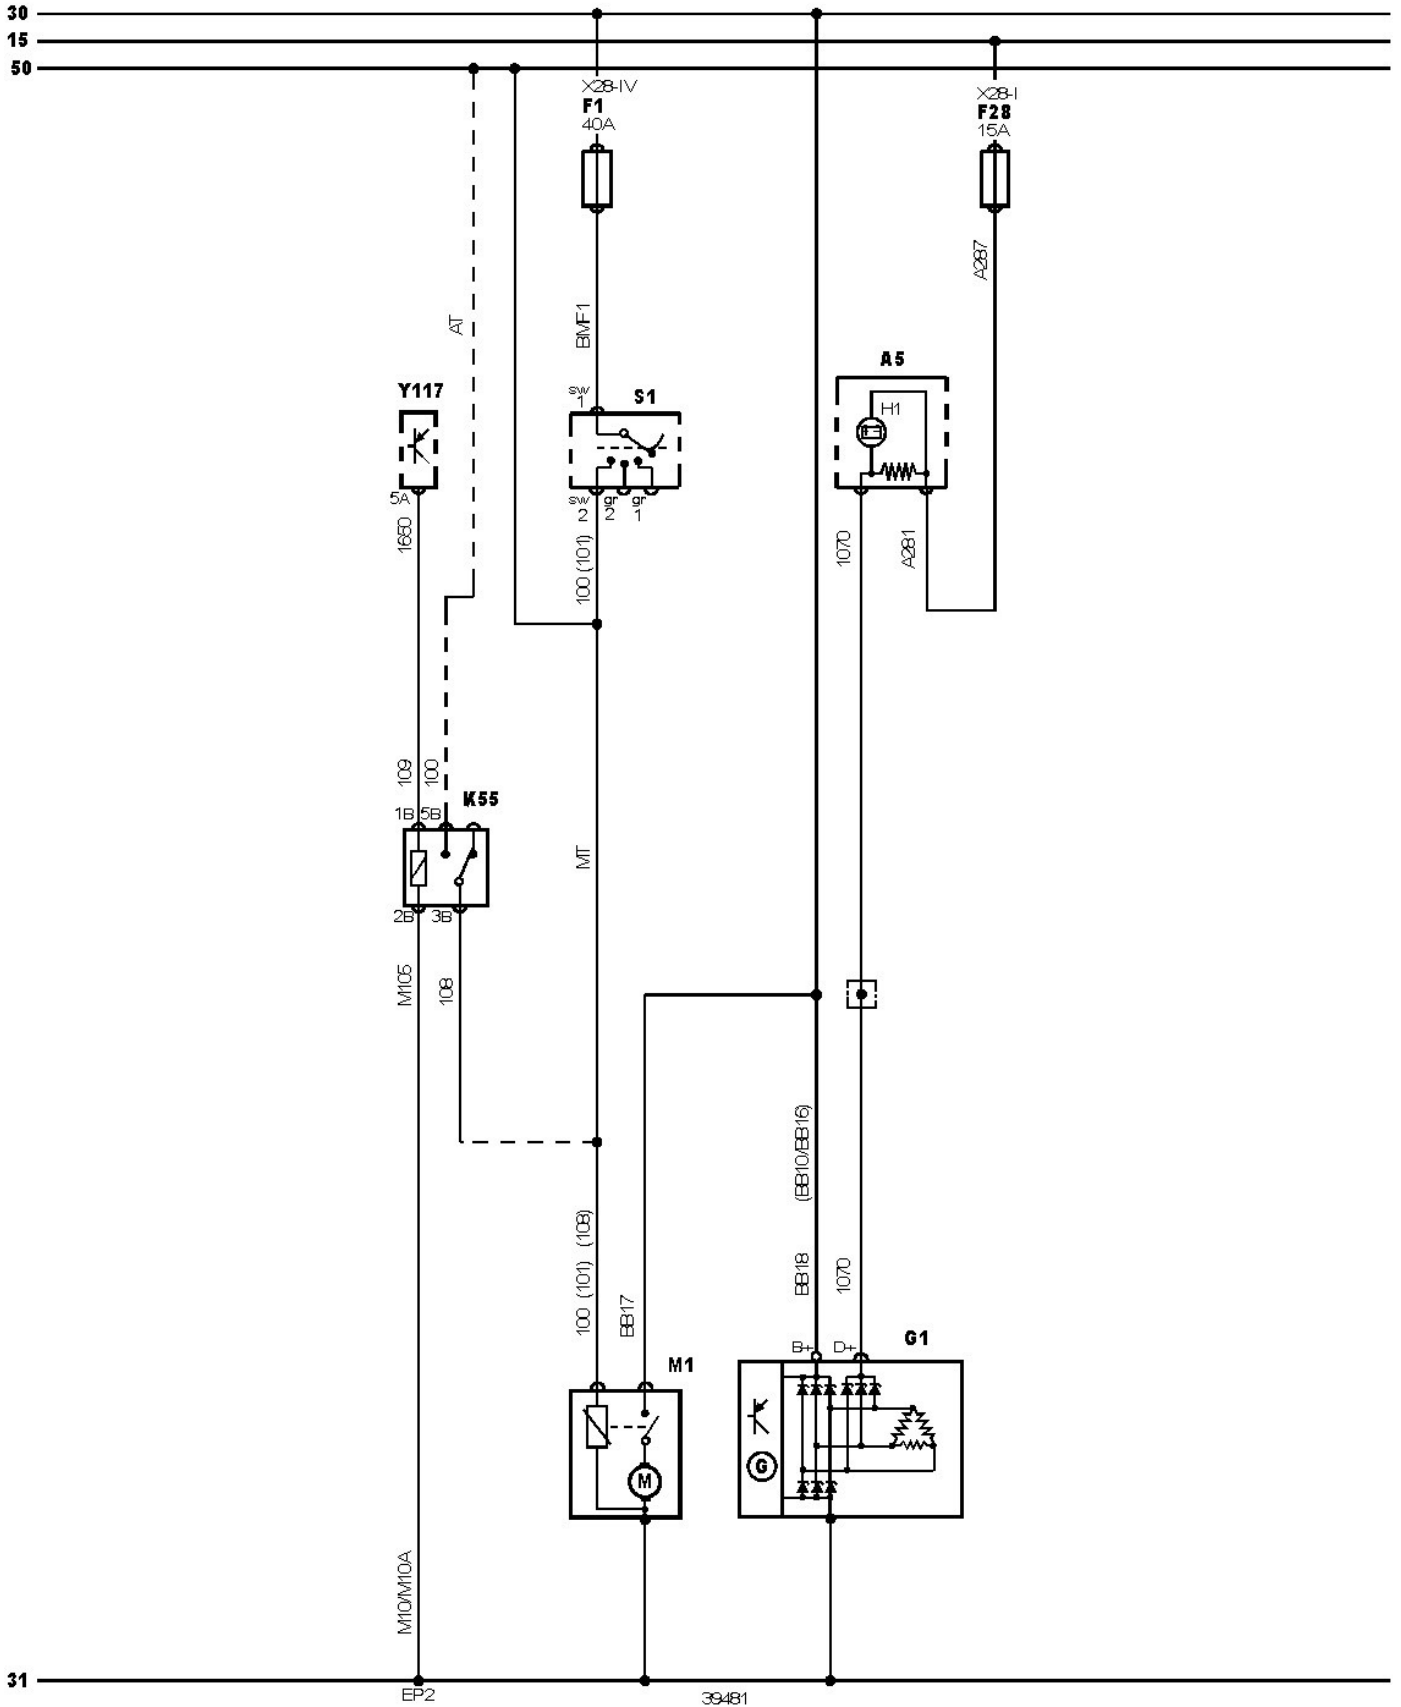 30
15
50
X28-IV
F1
40A
X28-I
F28
15A
A287
AT
BMF1
A5
Y117
sw
1
S1
H1
5A
sw
2
gr
2
gr
1
1680
100 (101)
1070
A281
109
100
K55
1B
5B
MT
2B
3B
M105
108
(BB10/BB16)
100 (101) (108)
BB17
BB18
1070
B+
D+
G1
M1
M
G
M10/M10A
31
EP2
39481